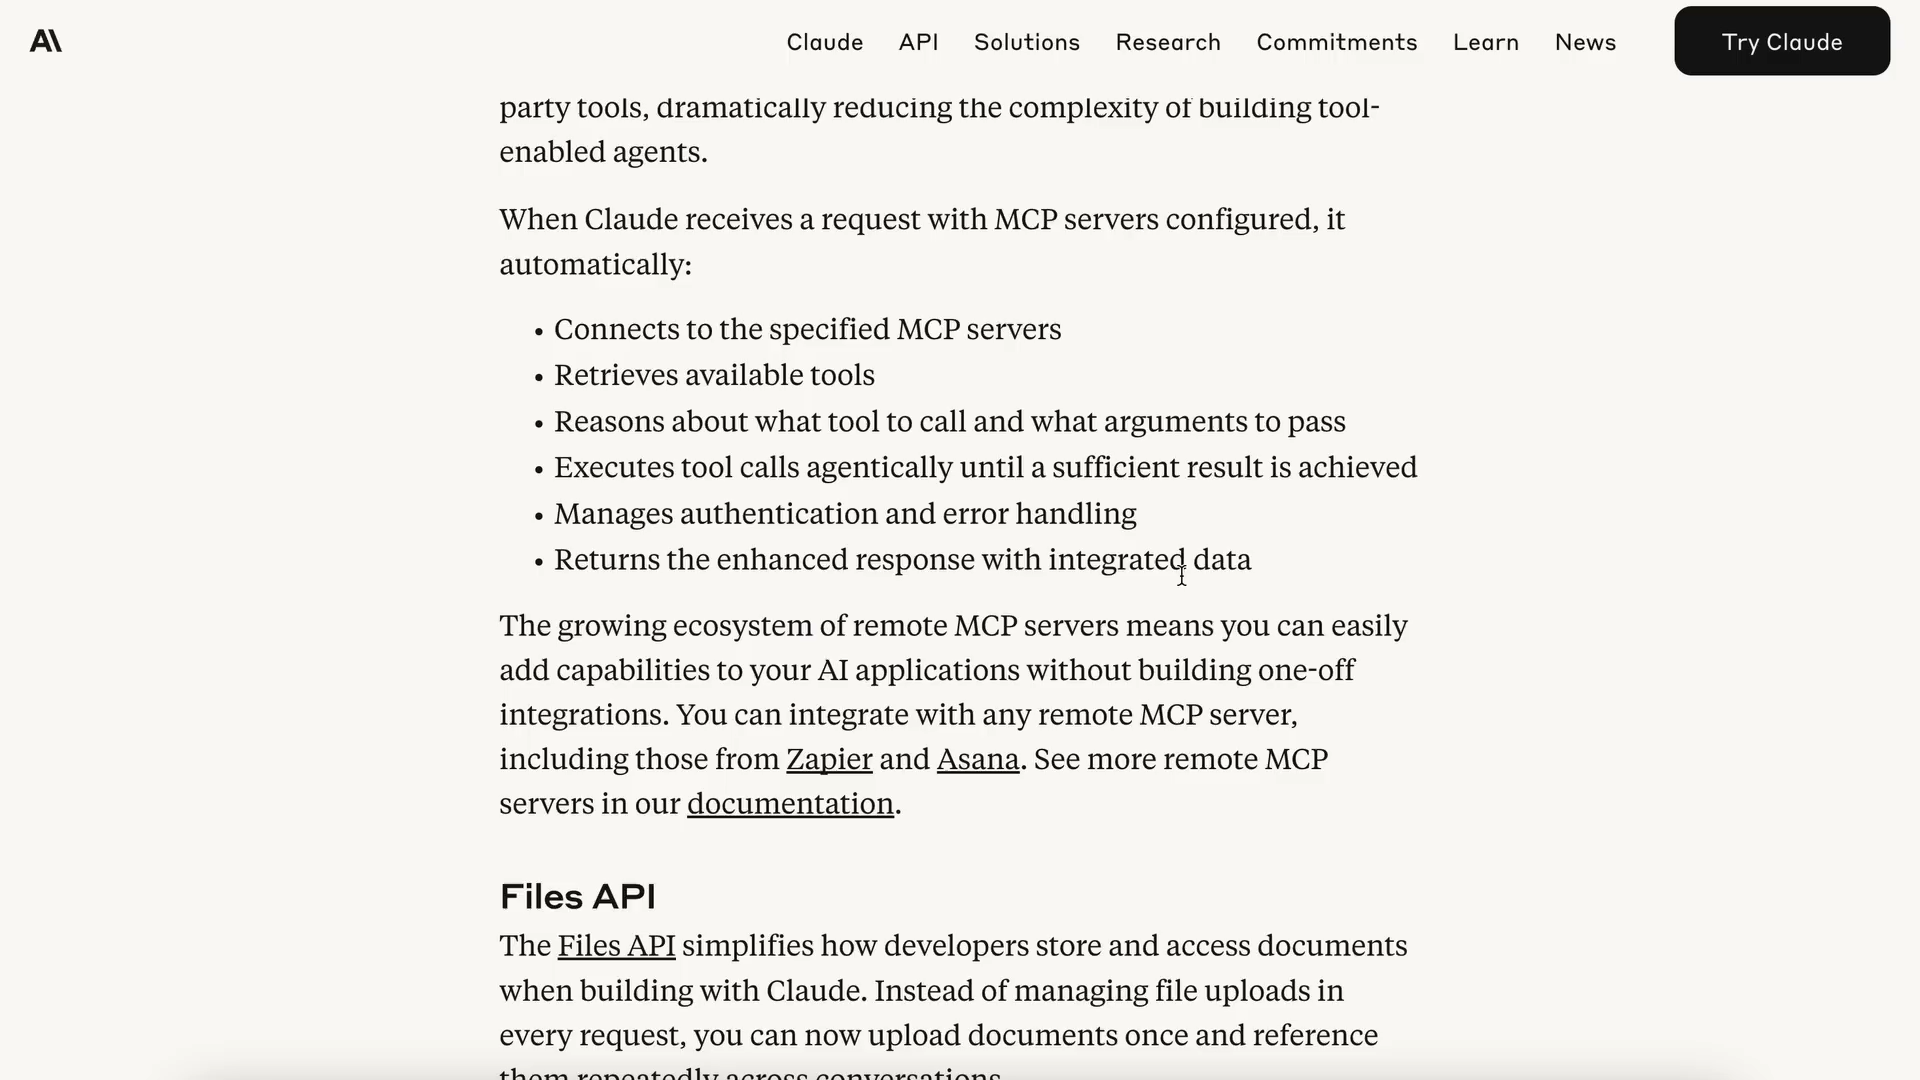 A\
Claude API Solutions Research Commitments Learn News Try Claude
party tools, dramatically reducing the complexity of building tool-
enabled agents.
When Claude receives a request with MCP servers configured, it
automatically:
• Connects to the specified MCP servers
• Retrieves available tools
• Reasons about what tool to call and what arguments to pass
• Executes tool calls agentically until a sufficient result is achieved
• Manages authentication and error handling
• Returns the enhanced response with integrated data
The growing ecosystem of remote MCP servers means you can easily
add capabilities to your AI applications without building one-off
integrations. You can integrate with any remote MCP server,
including those from Zapier and Asana. See more remote MCP
servers in our documentation.
Files API
The Files API simplifies how developers store and access documents
when building with Claude. Instead of managing file uploads in
every request, you can now upload documents once and reference
them repeatedly across conversations.